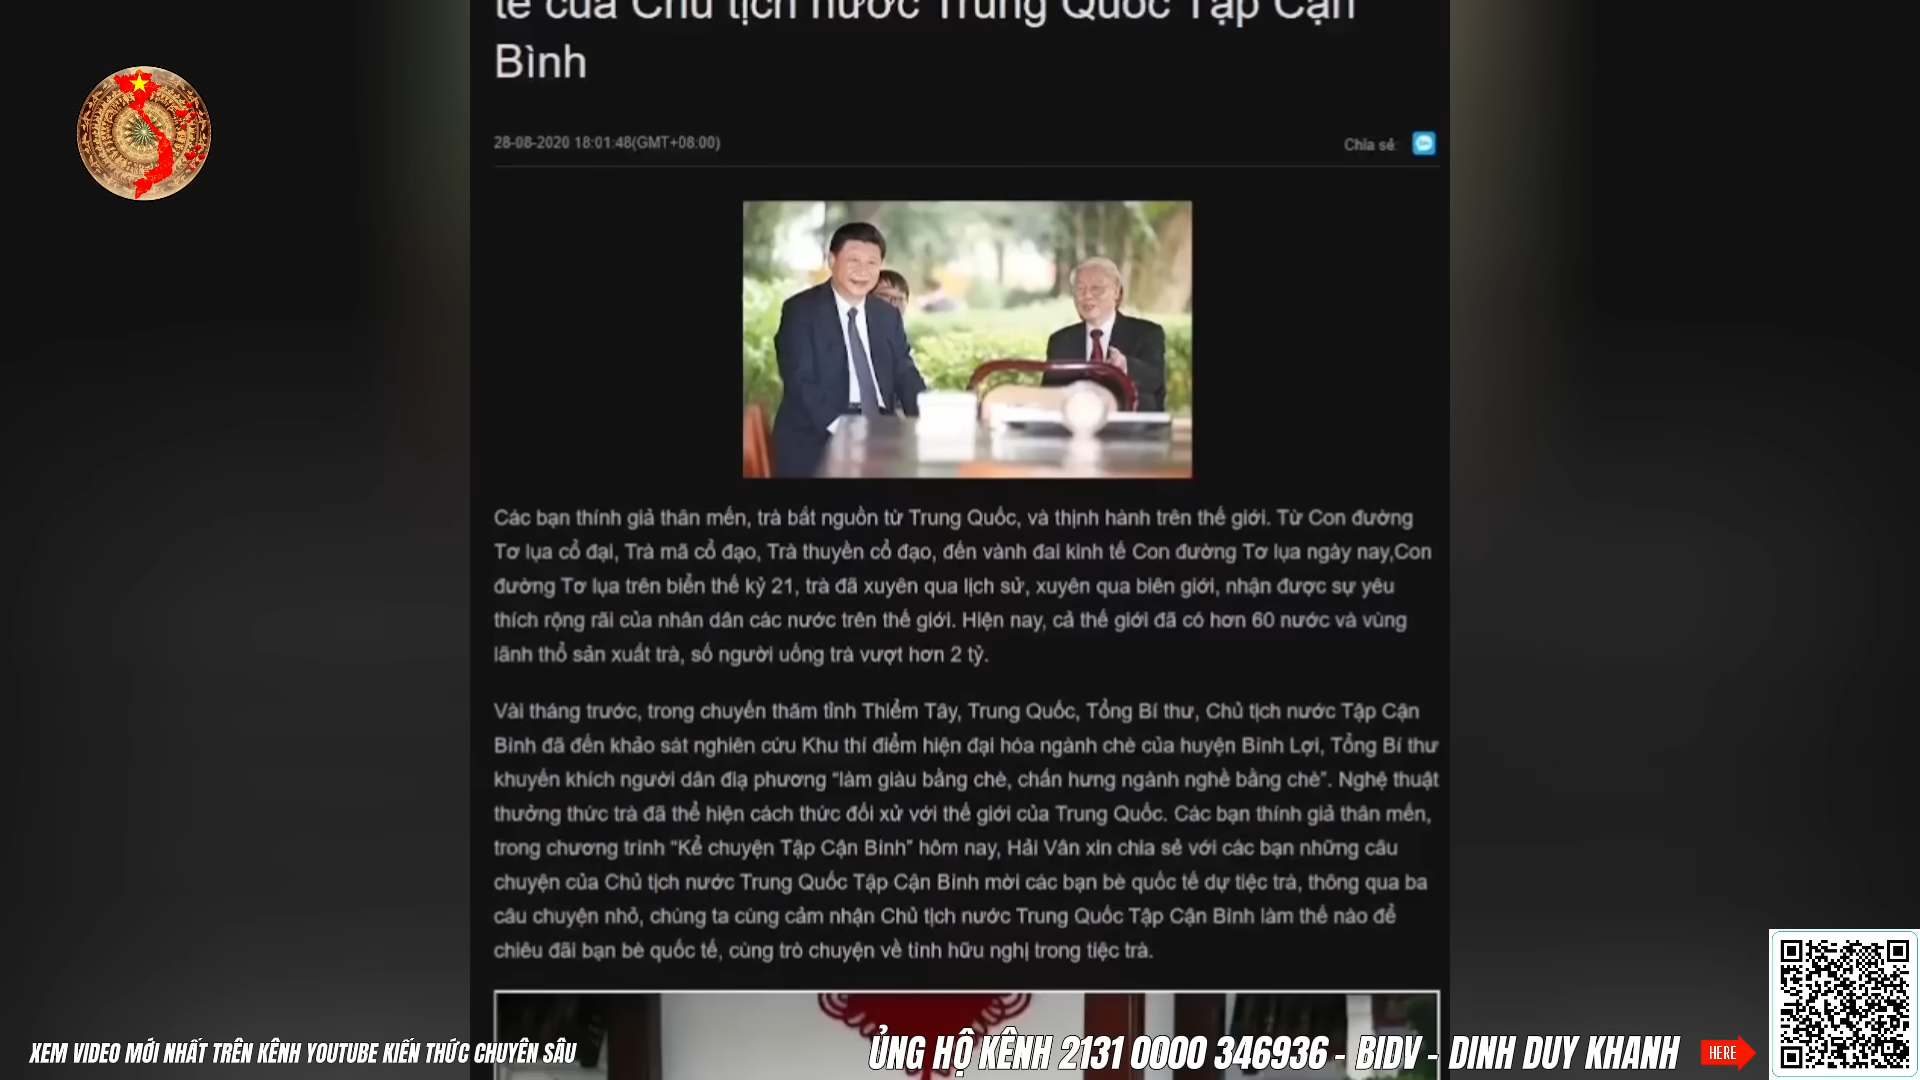 tế của Chủ tịch nước Trung Quốc Tập Cận
Bình
28-08-2020 18:01:48(GMT+08:00)
Chia sẻ:
Các bạn thính giả thân mến, trà bắt nguồn từ Trung Quốc, và thịnh hành trên thế giới. Từ Con đường
Tơ lụa cổ đại, Trà mã cổ đạo, Trà thuyền cổ đạo, đến vành đai kinh tế Con đường Tơ lụa ngày nay,Con
đường Tơ lụa trên biển thế kỷ 21, trà đã xuyên qua lịch sử, xuyên qua biên giới, nhận được sự yêu
thích rộng rãi của nhân dân các nước trên thế giới. Hiện nay, cả thế giới đã có hơn 60 nước và vùng
lãnh thổ sản xuất trà, số người uống trà vượt hơn 2 tỷ.
Vài tháng trước, trong chuyến thăm tỉnh Thiểm Tây, Trung Quốc, Tổng Bí thư, Chủ tịch nước Tập Cận
Bình đã đến khảo sát nghiên cứu Khu thí điểm hiện đại hóa ngành chè của huyện Bình Lợi, Tổng Bí thư
khuyến khích người dân địa phương “làm giàu bằng chè, chấn hưng ngành nghề bằng chè”. Nghệ thuật
thưởng thức trà đã thể hiện cách thức đối xử với thế giới của Trung Quốc. Các bạn thính giả thân mến,
trong chương trình “Kể chuyện Tập Cận Bình” hôm nay, Hải Vân xin chia sẻ với các bạn những câu
chuyện của Chủ tịch nước Trung Quốc Tập Cận Bình mời các bạn bè quốc tế dự tiệc trà, thông qua ba
câu chuyện nhỏ, chúng ta cùng cảm nhận Chủ tịch nước Trung Quốc Tập Cận Bình làm thế nào để
chiêu đãi bạn bè quốc tế, cùng trò chuyện về tình hữu nghị trong tiệc trà.
XEM VIDEO MỚI NHẤT TRÊN KÊNH YOUTUBE KIẾN THỨC CHUYÊN SÂU
ỦNG HỘ KÊNH 2131 0000 346936 - BIDV - DINH DUY KHANH
HERE